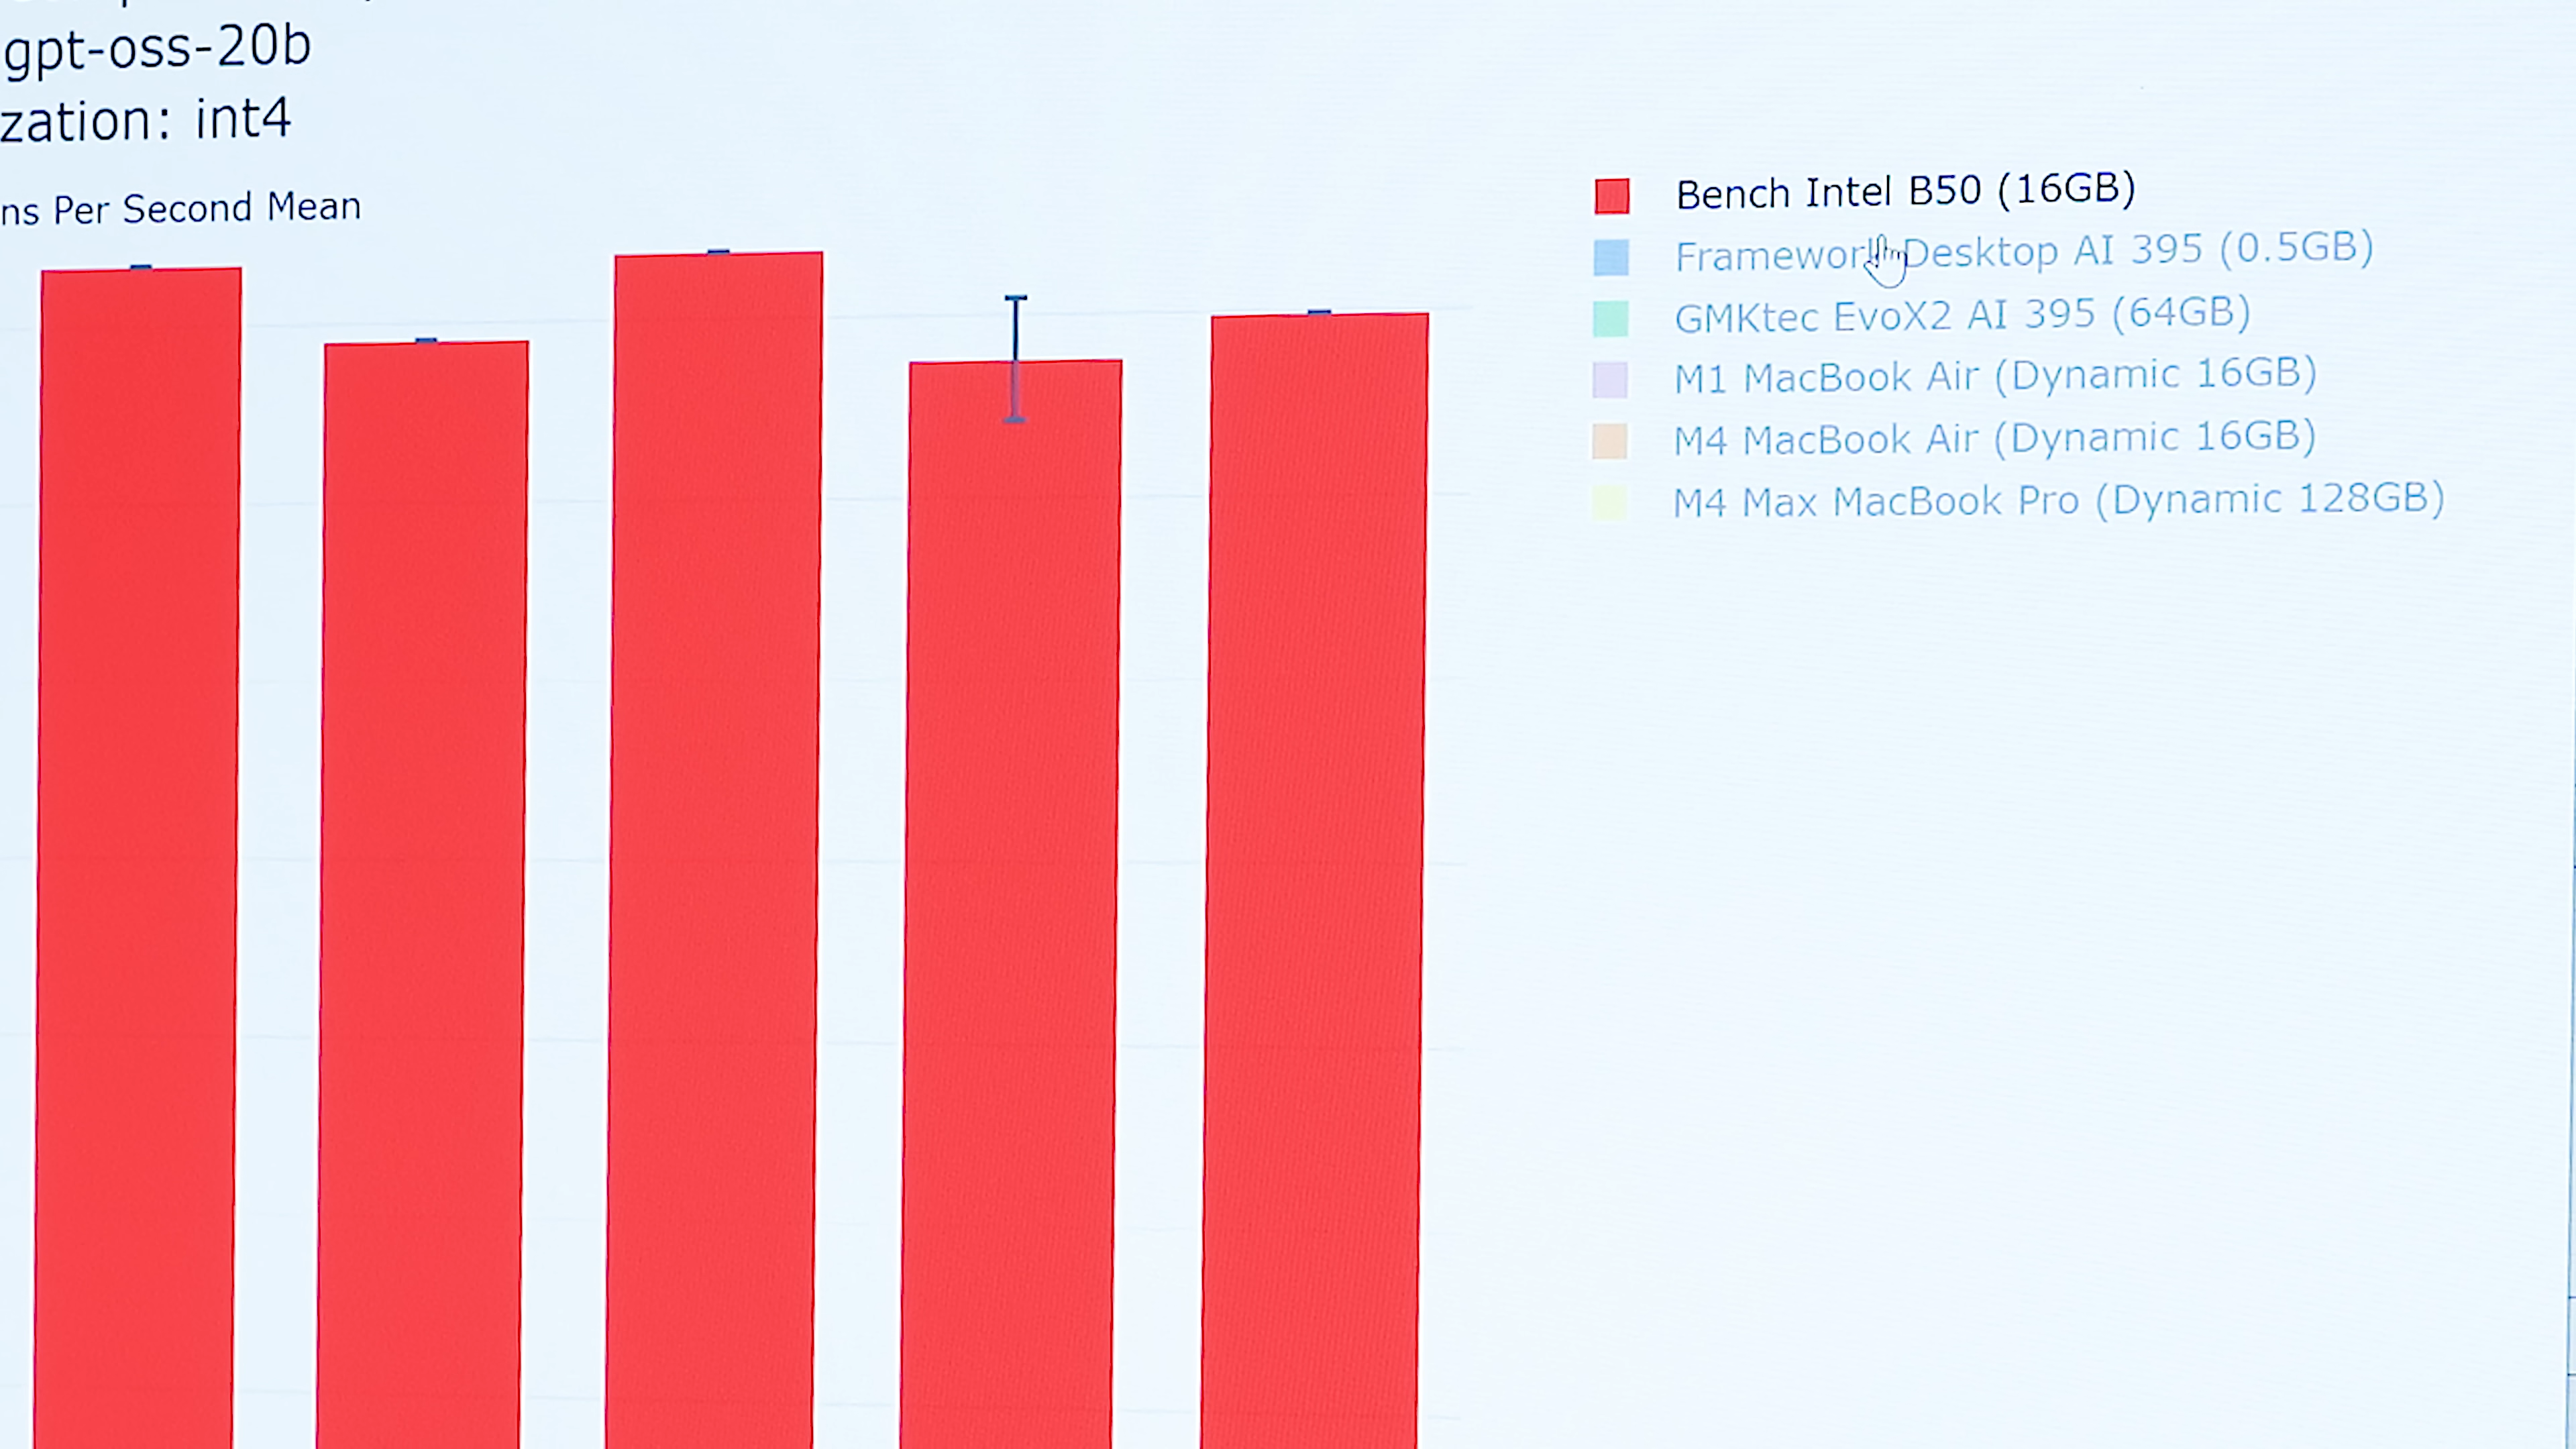 gpt-oss-20b
zation: int4
ns Per Second Mean
Bench Intel B50 (16GB)
Framework Desktop AI 395 (0.5GB)
GMKtec EvoX2 AI 395 (64GB)
M1 MacBook Air (Dynamic 16GB)
M4 MacBook Air (Dynamic 16GB)
M4 Max MacBook Pro (Dynamic 128GB)